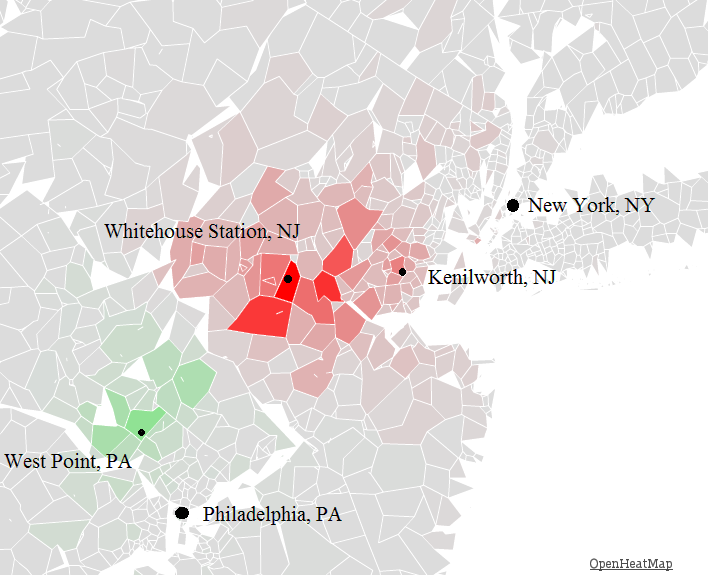 New York, NY
Whitehouse Station, NJ
Kenilworth, NJ
West Point, PA
Philadelphia, PA
OpenHeatMap